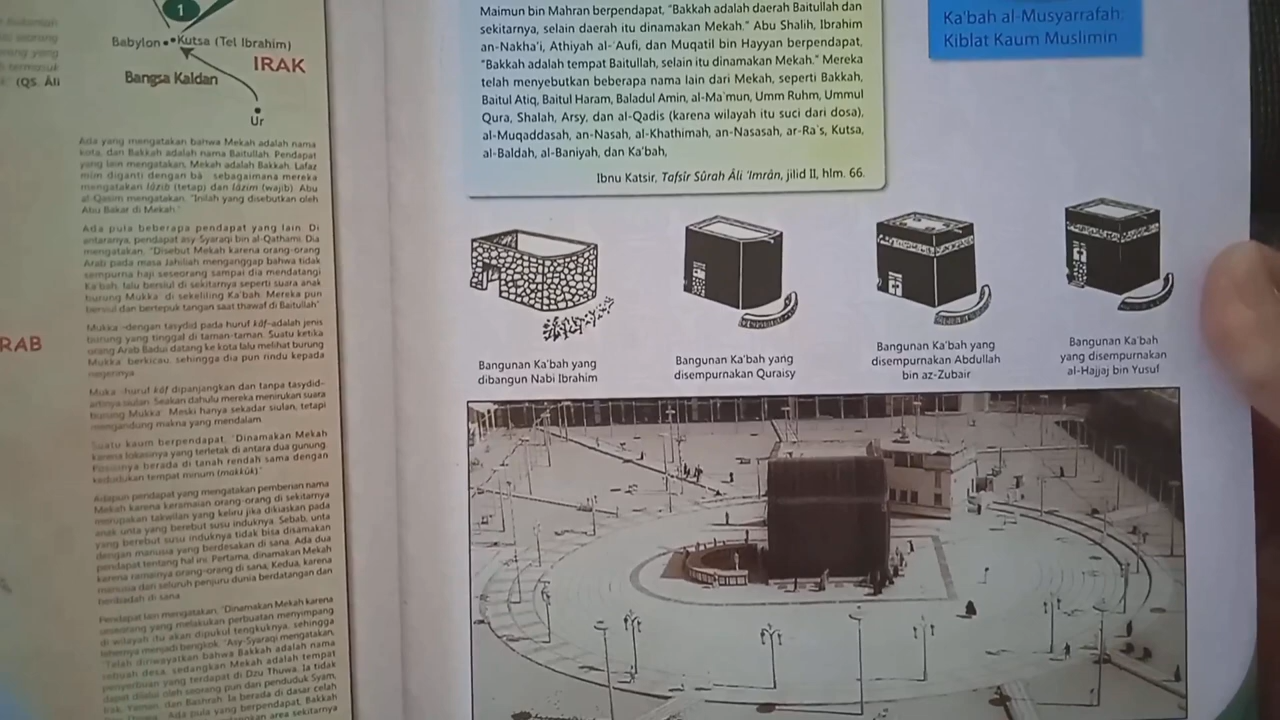 1
Babylon Kutsa (Tel Ibrahim)
IRAK
Bangsa Kaldan
Ur
(QS. Âli
RAB
Ada yang mengatakan bahwa Mekah adalah nama
kota, dan Bakkah adalah nama Baitullah. Pendapat
yang lain mengatakan, Mekah adalah Bakkah. Lafaz
mim diganti dengan bâ sebagaimana mereka
mengatakan lâzib (tetap) dan lâzim (wajib). Abu
al-Qasim mengatakan, "Inilah yang disebutkan oleh
Abu Bakar di Mekah."
Ada pula beberapa pendapat yang lain. Di
antaranya, pendapat asy-Syaraqi bin al-Qathami. Dia
mengatakan, "Disebut Mekah karena orang-orang
Arab pada masa Jahiliah menganggap bahwa tidak
sempurna haji seseorang sampai dia mendatangi
Ka'bah, lalu bersiul di sekitarnya seperti suara anak
burung Mukka' di sekeliling Ka'bah. Mereka pun
bersiul dan bertepuk tangan saat thawaf di Baitullah"
Mukka -dengan tasydid pada huruf kâf-adalah jenis
burung yang tinggal di taman-taman. Suatu ketika
orang Arab Badui datang ke kota lalu melihat burung
Mukka berkicau, sehingga dia pun rindu kepada
negerinya.
Muka -huruf kâf dipanjangkan dan tanpa tasydid-
artinya siulan. Seakan dahulu mereka menirukan suara
burung Mukka'. Meski hanya sekadar siulan, tetapi
mengandung makna yang mendalam.
Suatu kaum berpendapat, "Dinamakan Mekah
karena lokasinya yang terletak di antara dua gunung.
Posisinya berada di tanah rendah sama dengan
kedudukan tempat minum (makkûk)."
Adapun pendapat yang mengatakan pemberian nama
Mekah karena keramaian orang-orang di sekitarnya
merupakan takwilan yang keliru jika dikiaskan pada
anak unta yang berebut susu induknya. Sebab, unta
yang berebut susu induknya tidak bisa disamakan
dengan manusia yang berdesakan di sana. Ada dua
pendapat tentang hal ini: Pertama, dinamakan Mekah
karena ramainya orang-orang di sana. Kedua, karena
manusia dari seluruh penjuru dunia berdatangan dan
beribadah di sana.
Pendapat lain mengatakan, "Dinamakan Mekah karena
seseorang yang melakukan perbuatan menyimpang
di wilayah itu akan dipukul tengkuknya, sehingga
lehernya menjadi bengkok. "Asy-Syaraqi mengatakan,
"Telah diriwayatkan bahwa Bakkah adalah nama
sebuah desa, sedangkan Mekah adalah tempat
penyerbuan yang terdapat di Dzu Thuwa. Ia tidak
dapat dilalui oleh seorang pun dari penduduk Syam,
Irak, Yaman, dan Bashrah. Ia berada di dasar celah
Ada pula yang berpendapat, Bakkah
area sekitarnya
Maimun bin Mahran berpendapat, "Bakkah adalah daerah Baitullah dan
sekitarnya, selain daerah itu dinamakan Mekah." Abu Shalih, Ibrahim
an-Nakha'i, Athiyah al-'Aufi, dan Muqatil bin Hayyan berpendapat,
"Bakkah adalah tempat Baitullah, selain itu dinamakan Mekah." Mereka
telah menyebutkan beberapa nama lain dari Mekah, seperti Bakkah,
Baitul Atiq, Baitul Haram, Baladul Amin, al-Ma'mun, Umm Ruhm, Ummul
Qura, Shalah, Arsy, dan al-Qadis (karena wilayah itu suci dari dosa),
al-Muqaddasah, an-Nasah, al-Khathimah, an-Nasasah, ar-Ra's, Kutsa,
al-Baldah, al-Baniyah, dan Ka'bah,
Ibnu Katsir, Tafsîr Sûrah Âli 'Imrân, jilid II, hlm. 66.
Ka'bah al-Musyarrafah:
Kiblat Kaum Muslimin
Bangunan Ka'bah yang
dibangun Nabi Ibrahim
Bangunan Ka'bah yang
disempurnakan Quraisy
Bangunan Ka'bah yang
disempurnakan Abdullah
bin az-Zubair
Bangunan Ka'bah
yang disempurnakan
al-Hajjaj bin Yusuf